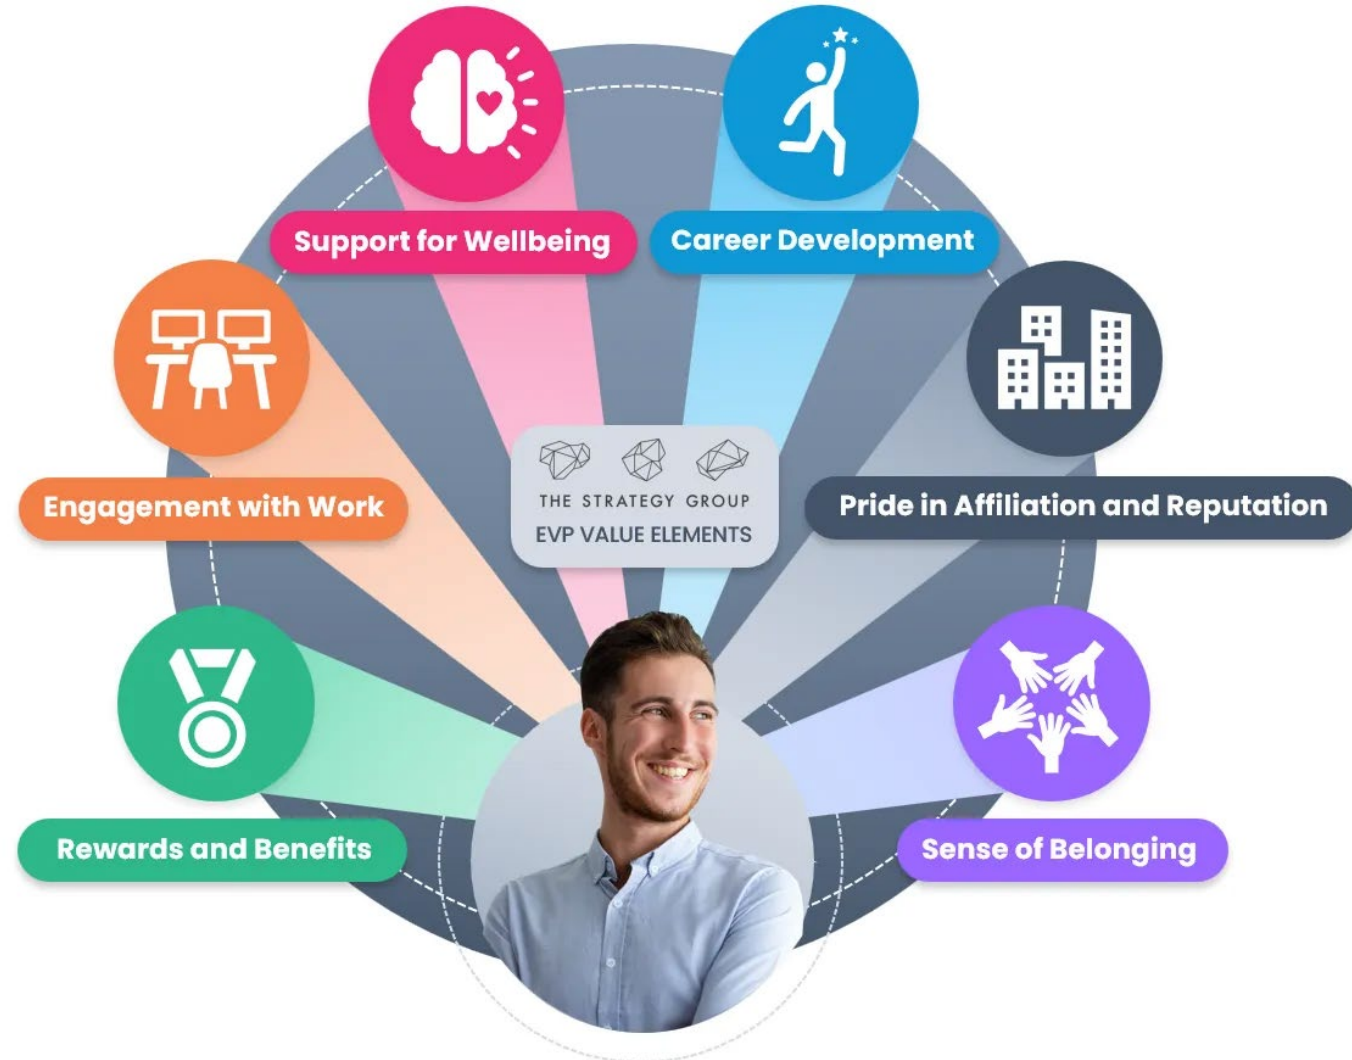 Support for Wellbeing
Career Development
Engagement with Work
THE STRATEGY GROUP
EVP VALUE ELEMENTS
Pride in Affiliation and Reputation
Rewards and Benefits
Sense of Belonging